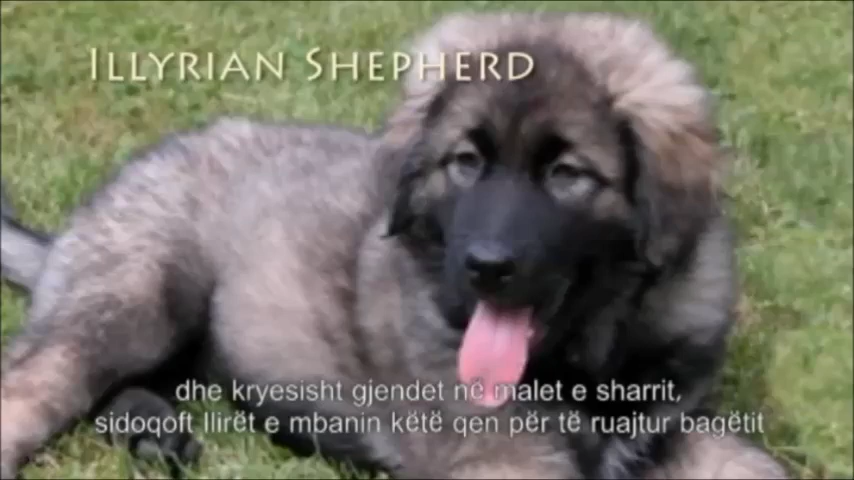 ILLYRIAN SHEPHERD
dhe kryesisht gjendet në malet e sharrit,
sidoqoft Ilirët e mbanin këtë qen për të ruajtur bagëtit